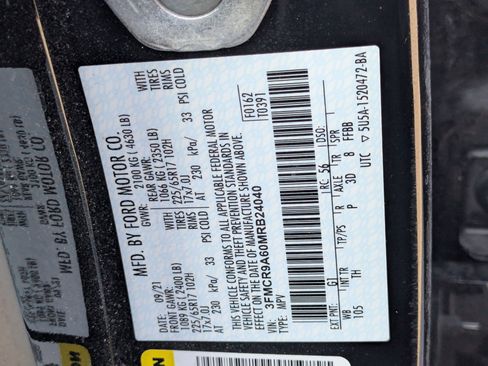 MFD. BY FORD MOTOR CO.
DATE: 09/21 GVWR: 2100 KG ( 4630 LB)
FRONT GAWR: 1089 KG ( 2400 LB) REAR GAWR: 1066 KG ( 2350 LB)
225/65R17 102H WITH TIRES 225/65R17 102H WITH TIRES
17x7.0J RIMS 17x7.0J RIMS
AT 230 kPa/ 33 PSI COLD AT 230 kPa/ 33 PSI COLD
THIS VEHICLE CONFORMS TO ALL APPLICABLE FEDERAL MOTOR
VEHICLE SAFETY AND THEFT PREVENTION STANDARDS IN
EFFECT ON THE DATE OF MANUFACTURE SHOWN ABOVE.
VIN: 3FMCR9A60MRB24040 F0162
TYPE: MPV T0391
EXT PNT: G1 RC: 56 DSO:
WB INT TR TP/PS R AXLE TR SPR
105 TH P 3D 8 FFBB
UTC ▽ 5U5A-1520472-BA